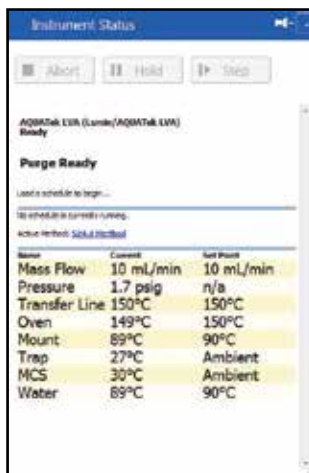 Instrument Status
Abort Hold Step
AQUATek LVA (Lumin/AQUATek LVA)
Ready
Purge Ready
Load a schedule to begin...
No schedule is currently running.
Active Method: Select Method
Name Current Set Point
Mass Flow 10 mL/min 10 mL/min
Pressure 1.7 psig n/a
Transfer Line 150°C 150°C
Oven 149°C 150°C
Mount 89°C 90°C
Trap 27°C Ambient
MCS 30°C Ambient
Water 89°C 90°C